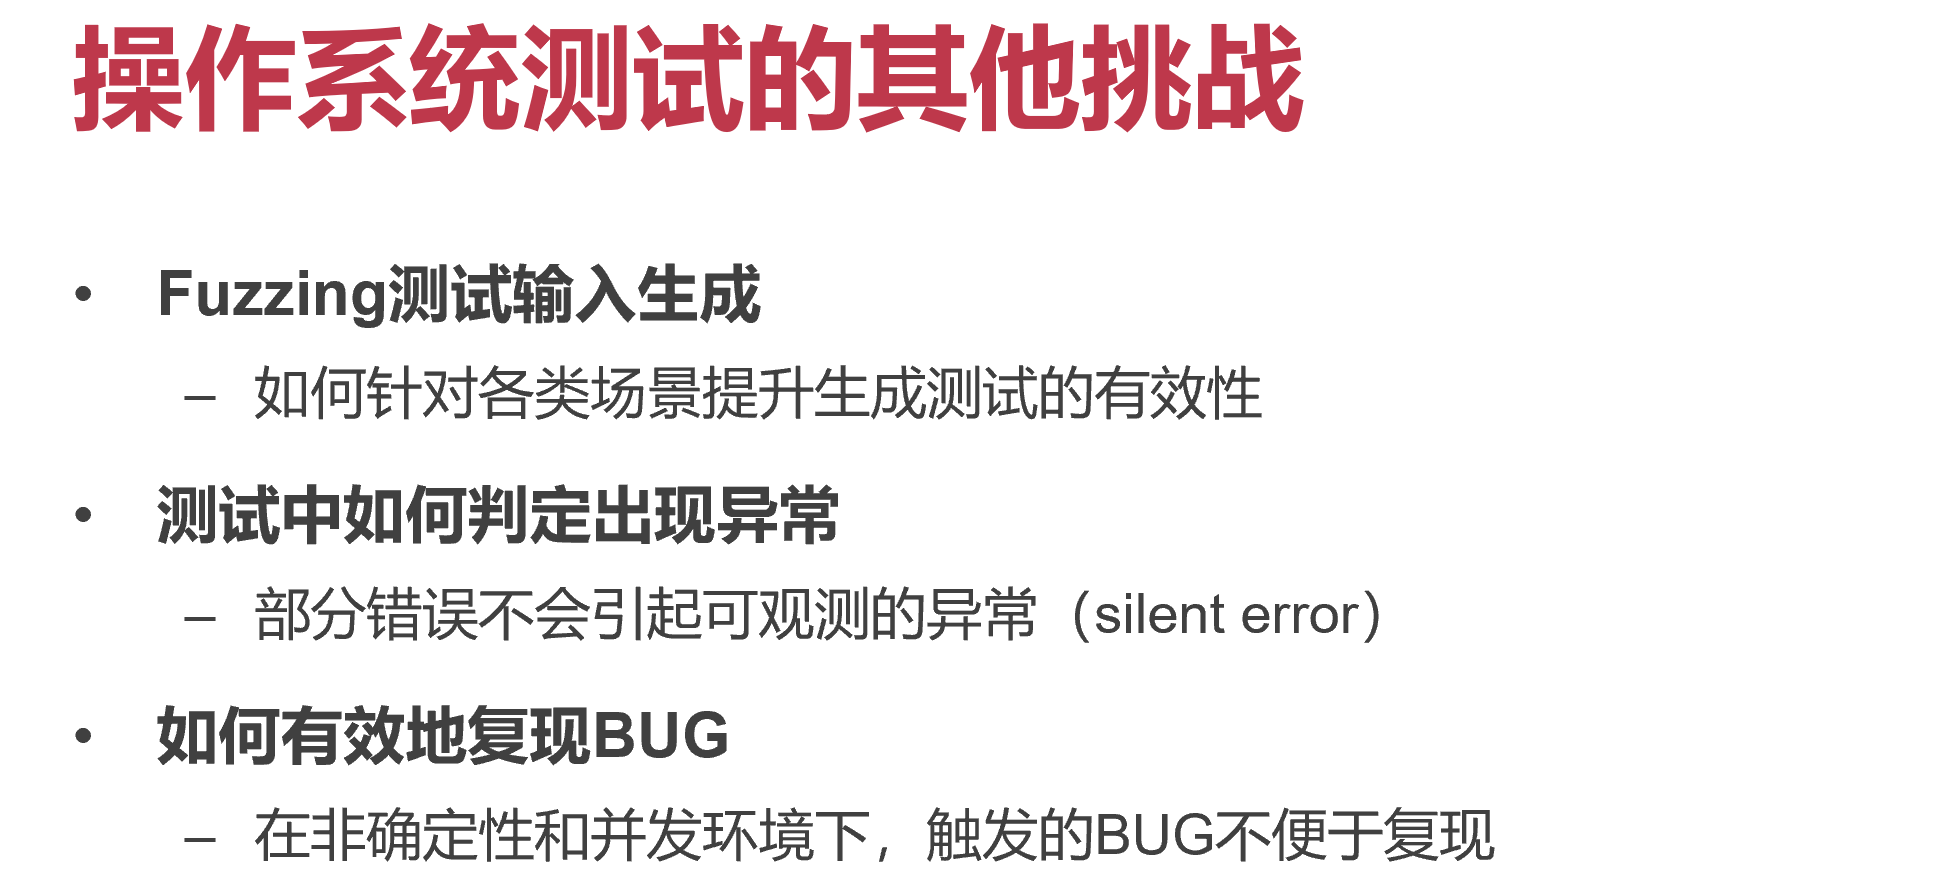 操作系统测试的其他挑战
• Fuzzing测试输入生成
– 如何针对各类场景提升生成测试的有效性
• 测试中如何判定出现异常
– 部分错误不会引起可观测的异常（silent error）
• 如何有效地复现BUG
– 在非确定性和并发环境下，触发的BUG不便于复现